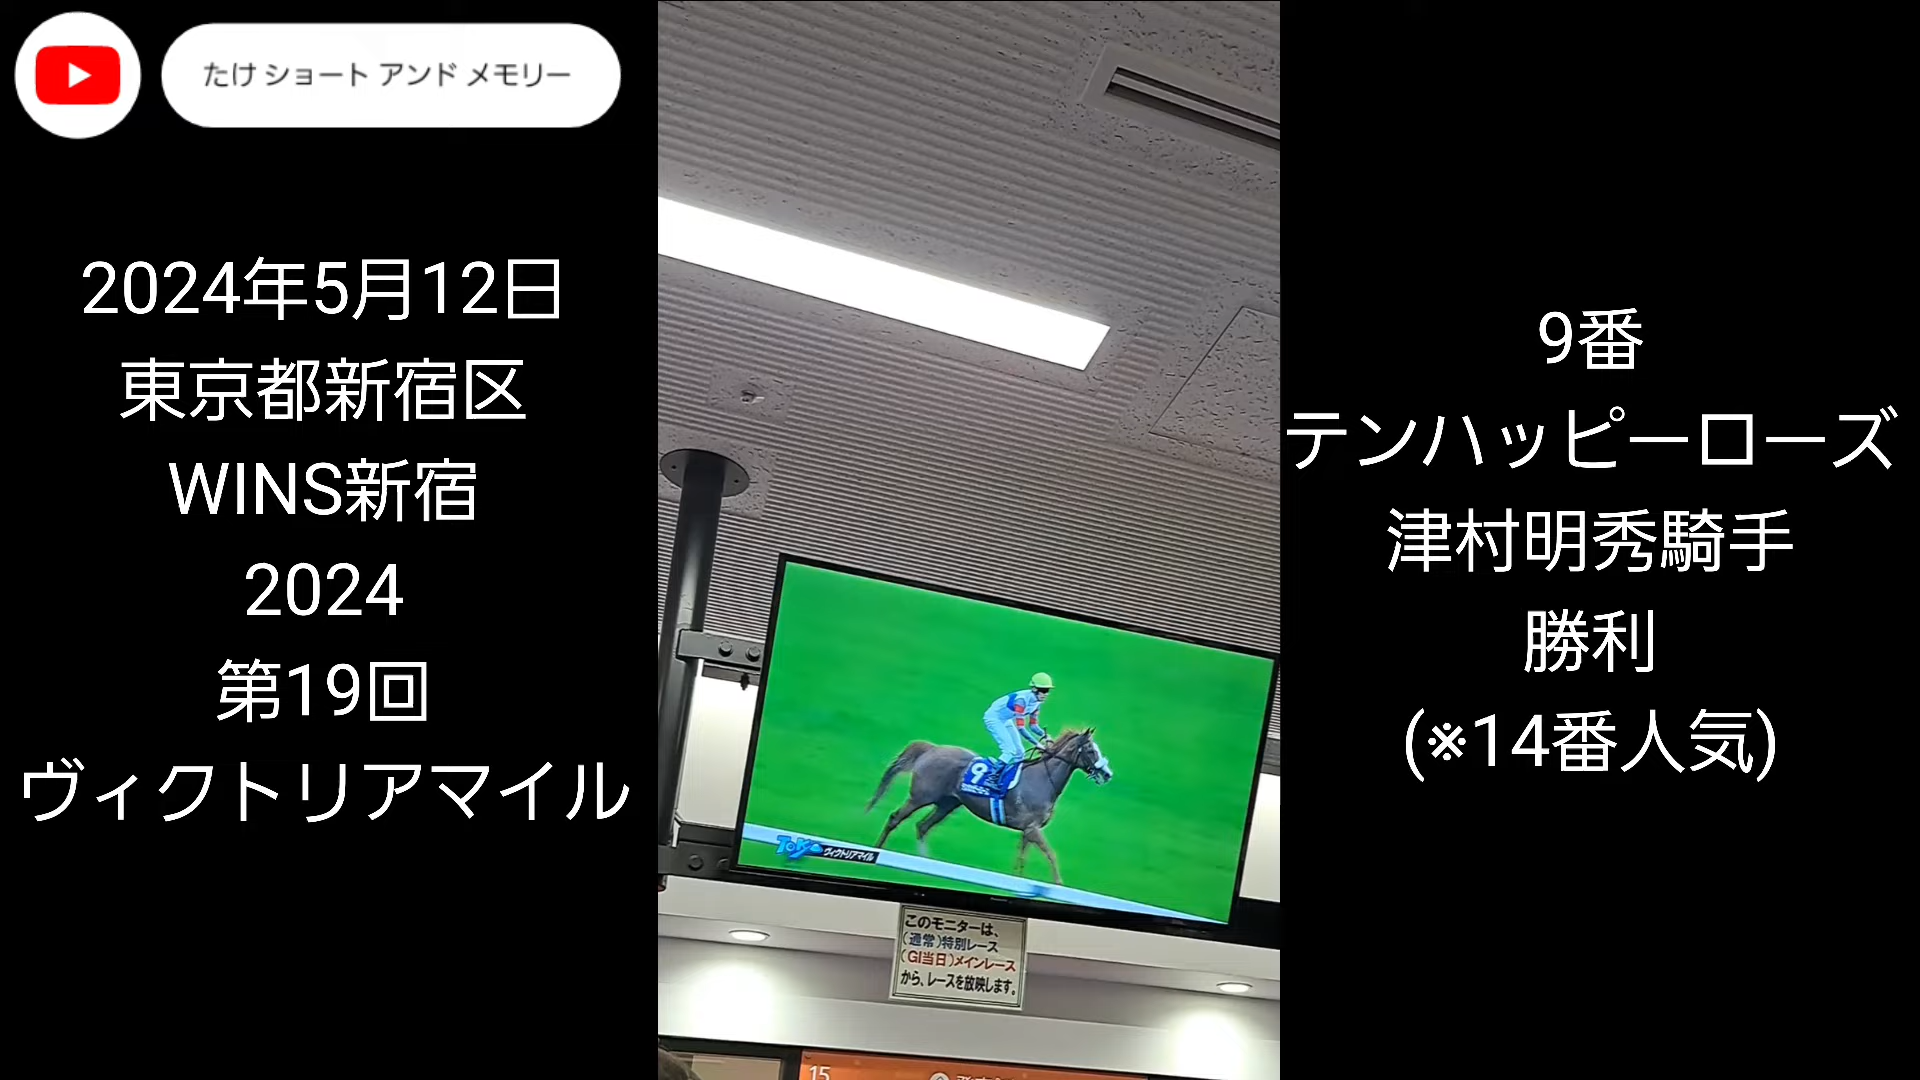 たけ ショート アンド メモリー
2024年5月12日
東京都新宿区
WINS新宿
2024
第19回
ヴィクトリアマイル
9番
テンハッピーローズ
津村明秀騎手
勝利
(※14番人気)
9
ヴィクトリアマイル
このモニターは、
(通常)特別レース
(GI当日)メインレース
から、レースを放映します。
15